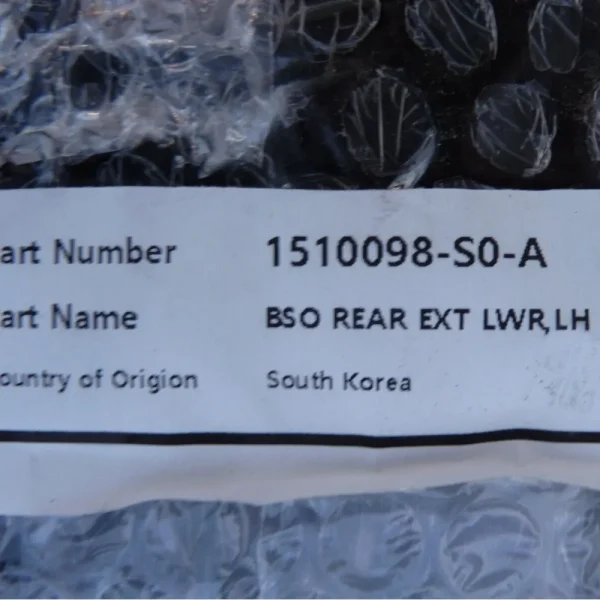 art Number 1510098-S0-A
art Name BSO REAR EXT LWR,LH
ountry of Origion South Korea